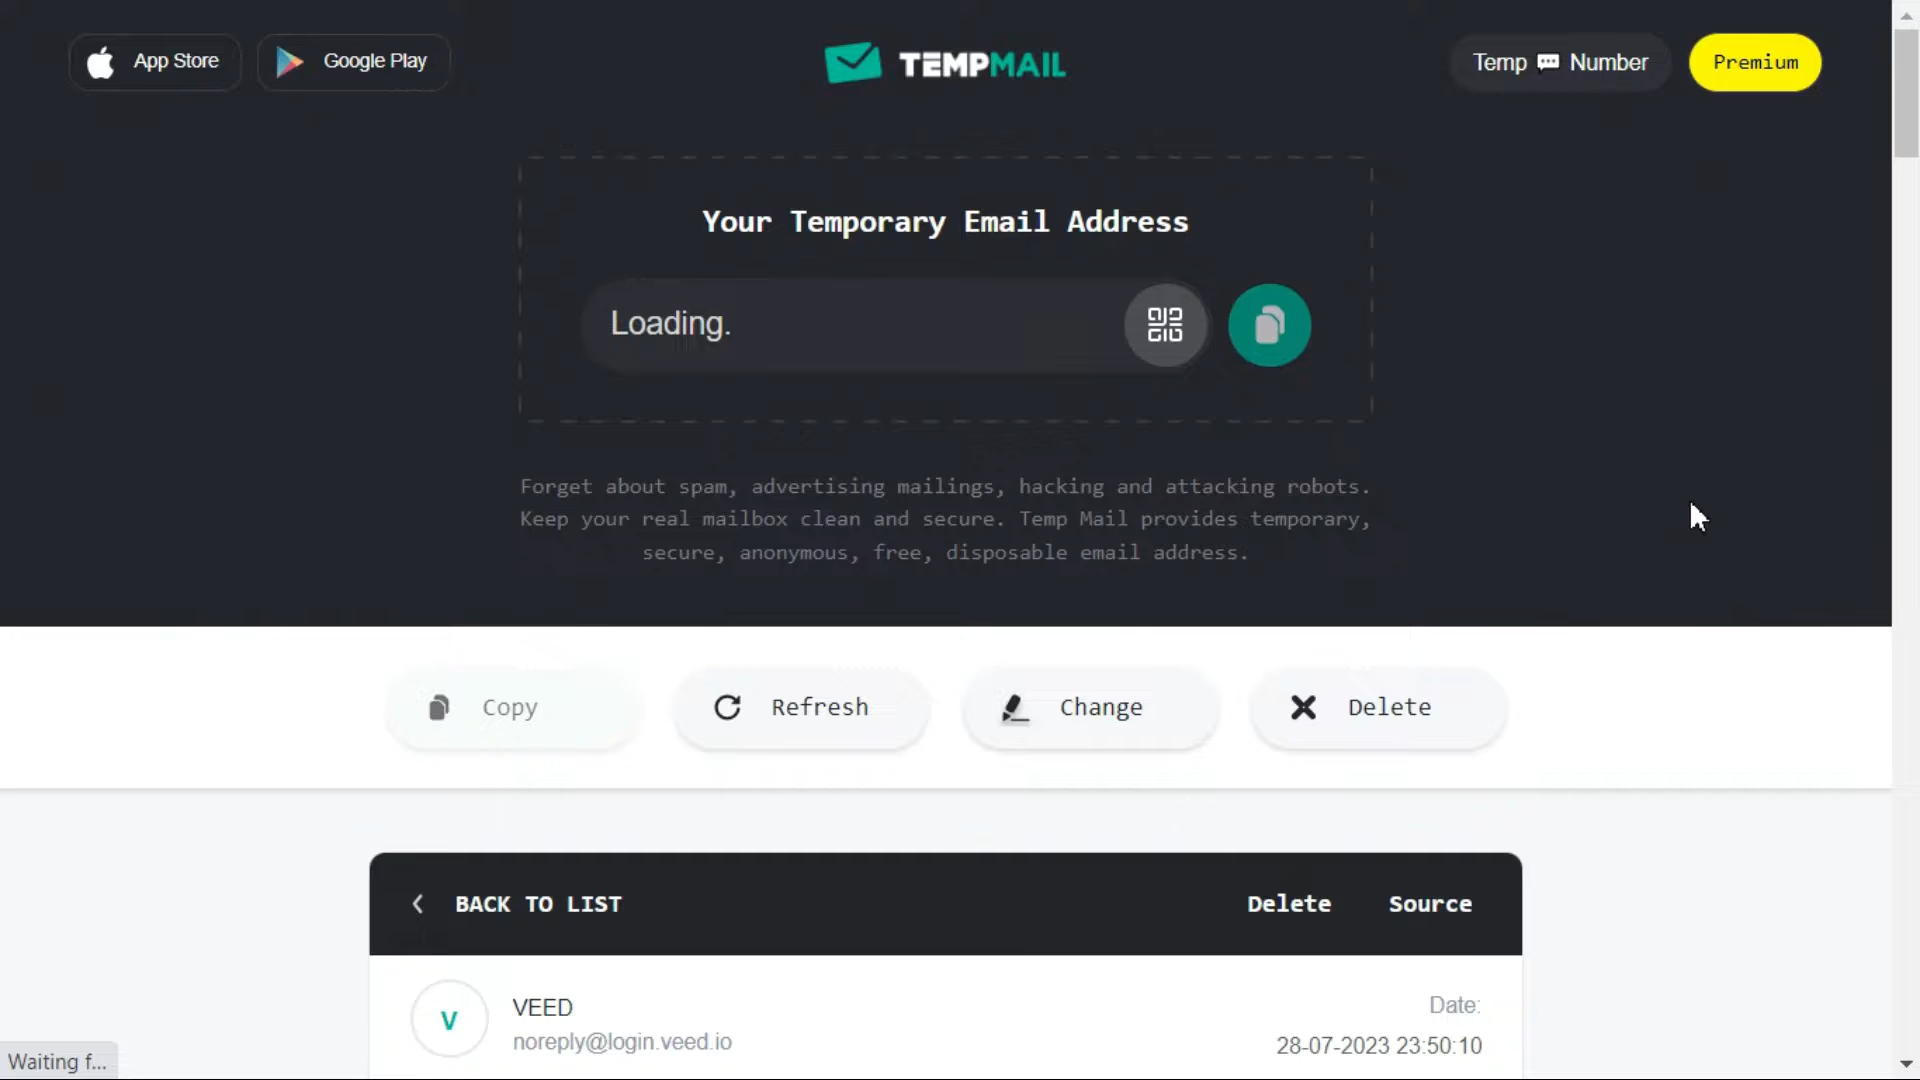 App Store
Google Play
TEMPMAIL
Temp Number
Premium
Your Temporary Email Address
Loading.
Forget about spam, advertising mailings, hacking and attacking robots.
Keep your real mailbox clean and secure. Temp Mail provides temporary,
secure, anonymous, free, disposable email address.
Copy
Refresh
Change
Delete
BACK TO LIST
Delete
Source
V
VEED
Date:
noreply@login.veed.io
28-07-2023 23:50:10
Waiting f...